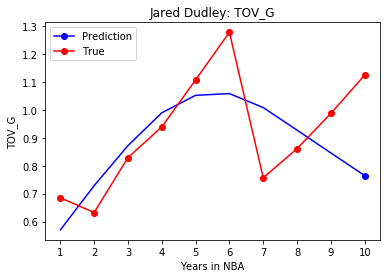 Jared Dudley: TOV_G
Prediction
True
TOV_G
1.3
1.2
1.1
1.0
0.9
0.8
0.7
0.6
1 2 3 4 5 6 7 8 9 10
Years in NBA